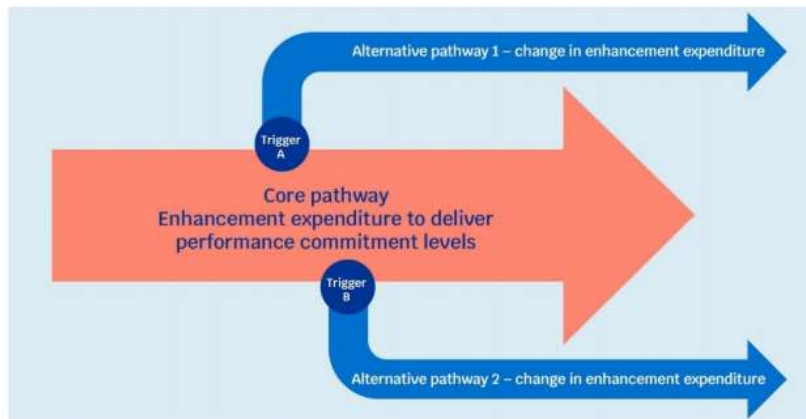 Alternative pathway 1 – change in enhancement expenditure
Trigger
A
Core pathway
Enhancement expenditure to deliver
performance commitment levels
Trigger
B
Alternative pathway 2 – change in enhancement expenditure